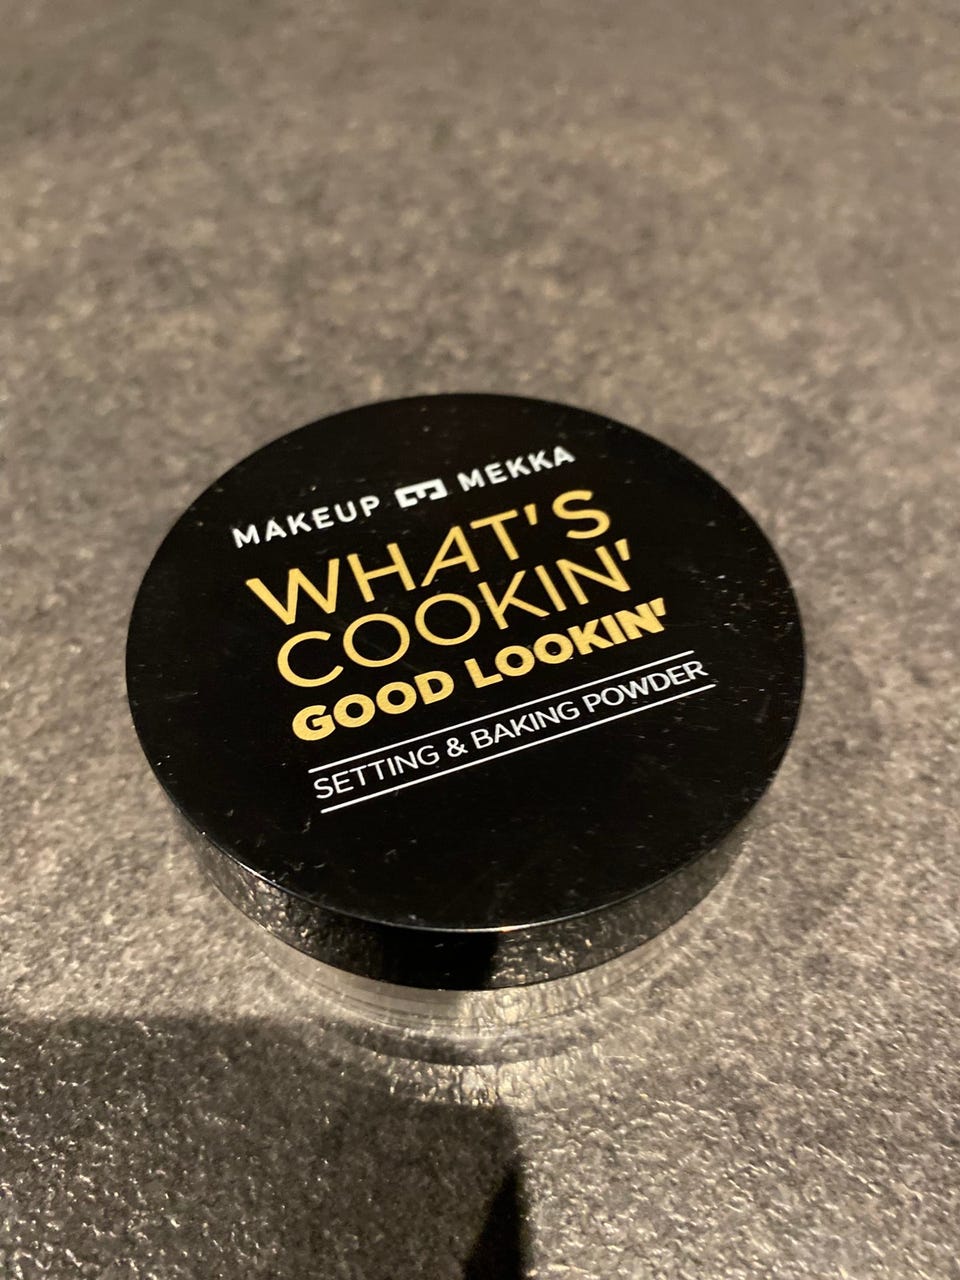 MAKEUP MEKKA
WHAT'S
COOKIN'
GOOD LOOKIN'
SETTING & BAKING POWDER